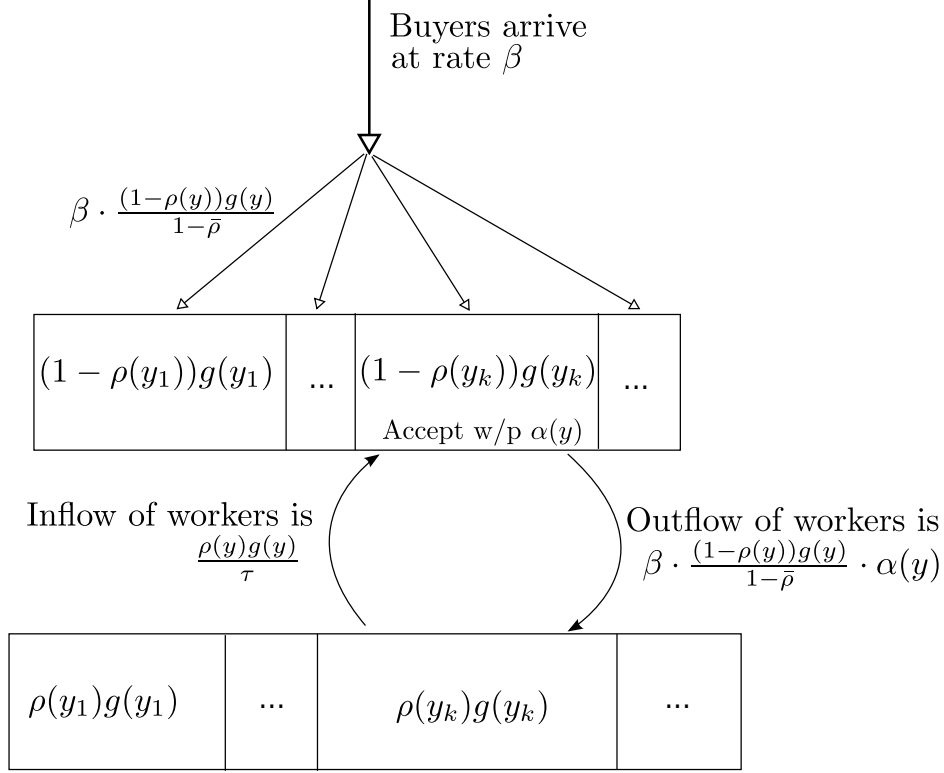 Buyers arrive
at rate β
β · (1−ρ(y))g(y) / 1−ρ̄
(1 − ρ(y₁))g(y₁) ... (1 − ρ(yₖ))g(yₖ) ...
Accept w/p α(y)
Inflow of workers is
ρ(y)g(y) / τ
Outflow of workers is
β · (1−ρ(y))g(y) / 1−ρ̄ · α(y)
ρ(y₁)g(y₁) ... ρ(yₖ)g(yₖ) ...